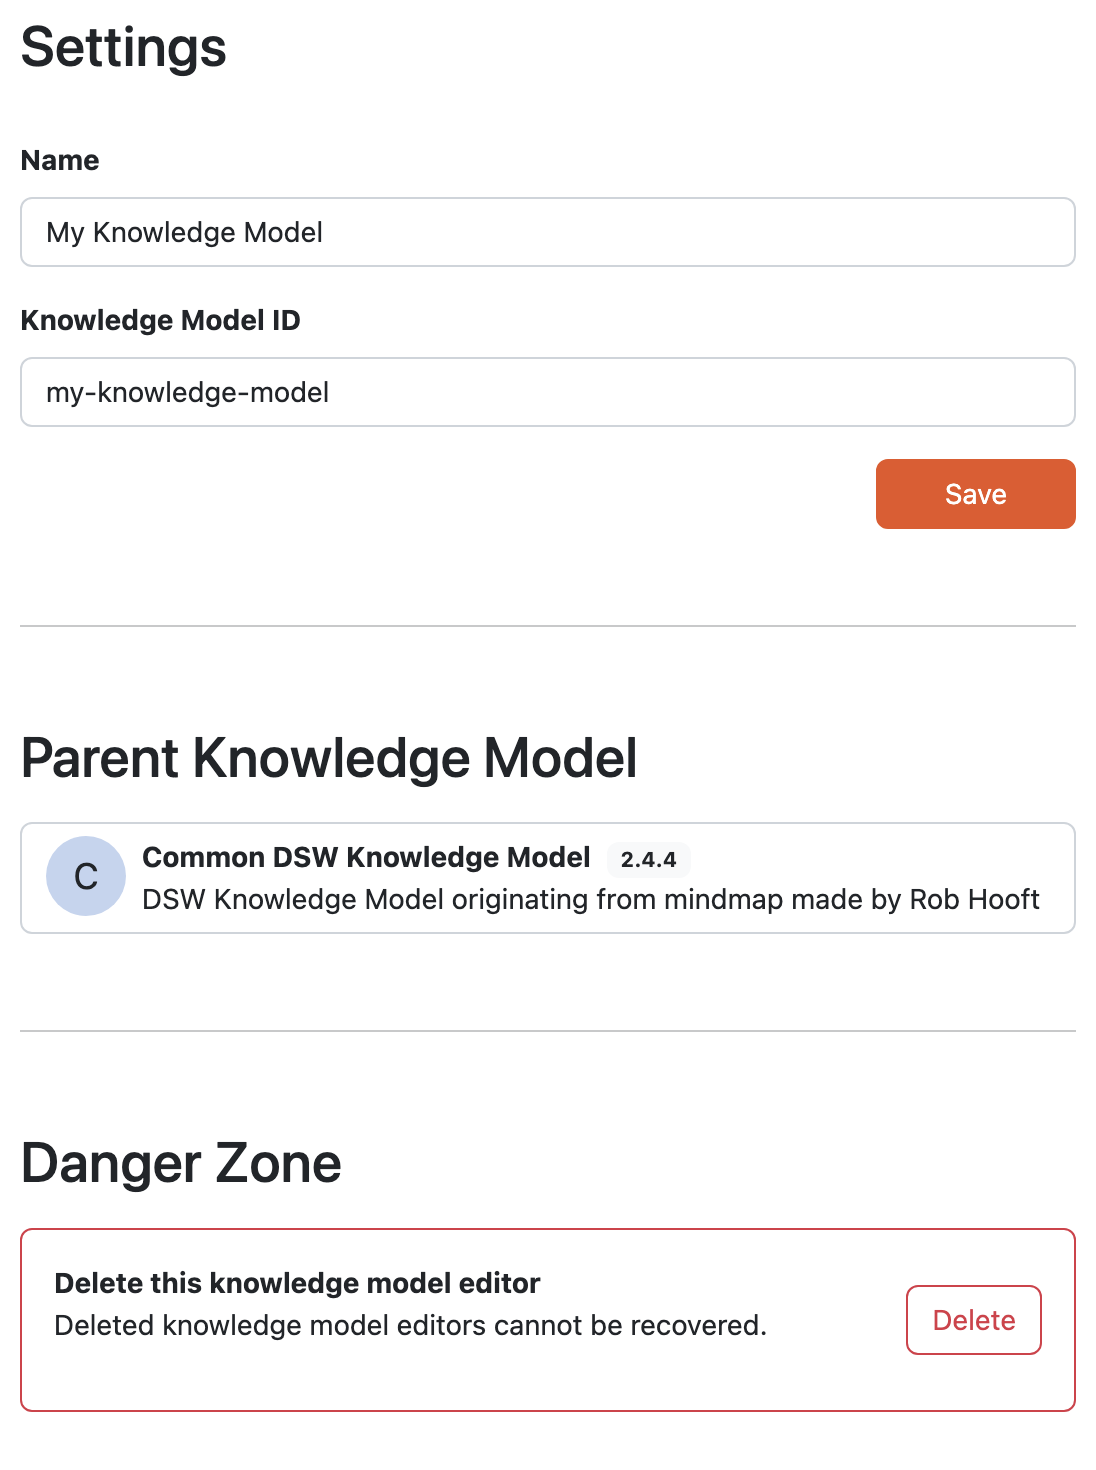 Settings
Name
My Knowledge Model
Knowledge Model ID
my-knowledge-model
Save
Parent Knowledge Model
C
Common DSW Knowledge Model 2.4.4
DSW Knowledge Model originating from mindmap made by Rob Hooft
Danger Zone
Delete this knowledge model editor
Deleted knowledge model editors cannot be recovered.
Delete